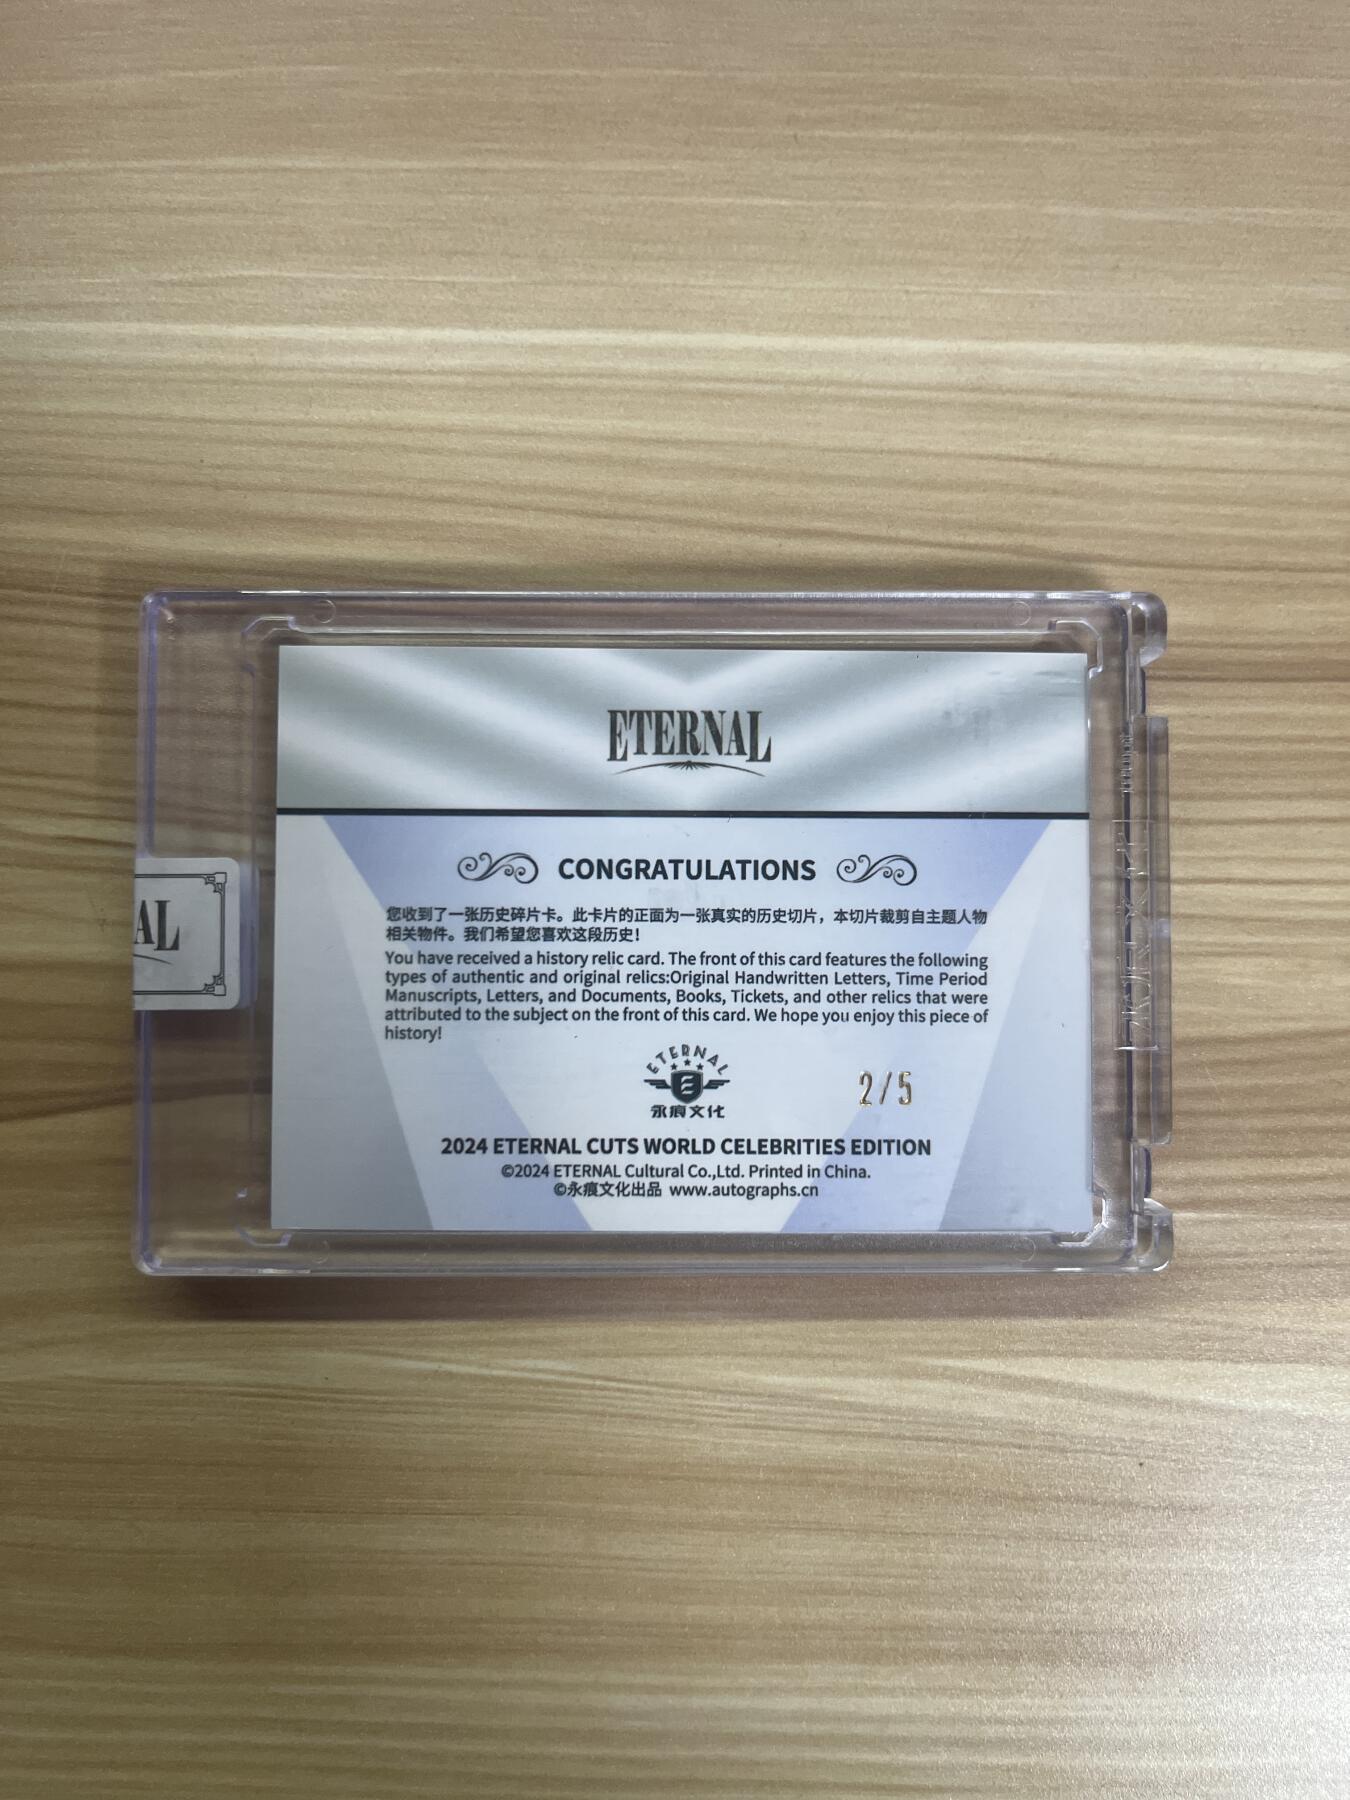 ETERNAL
CONGRATULATIONS
您收到了一张历史碎片卡。此卡片的正面为一张真实的历史切片，本切片裁剪自主题人物
相关物件。我们希望您喜欢这段历史！
You have received a history relic card. The front of this card features the following
types of authentic and original relics:Original Handwritten Letters, Time Period
Manuscripts, Letters, and Documents, Books, Tickets, and other relics that were
attributed to the subject on the front of this card. We hope you enjoy this piece of
history!
AL
ETERNAL
E
永痕文化
2/5
2024 ETERNAL CUTS WORLD CELEBRITIES EDITION
©2024 ETERNAL Cultural Co.,Ltd. Printed in China.
©永痕文化出品 www.autographs.cn